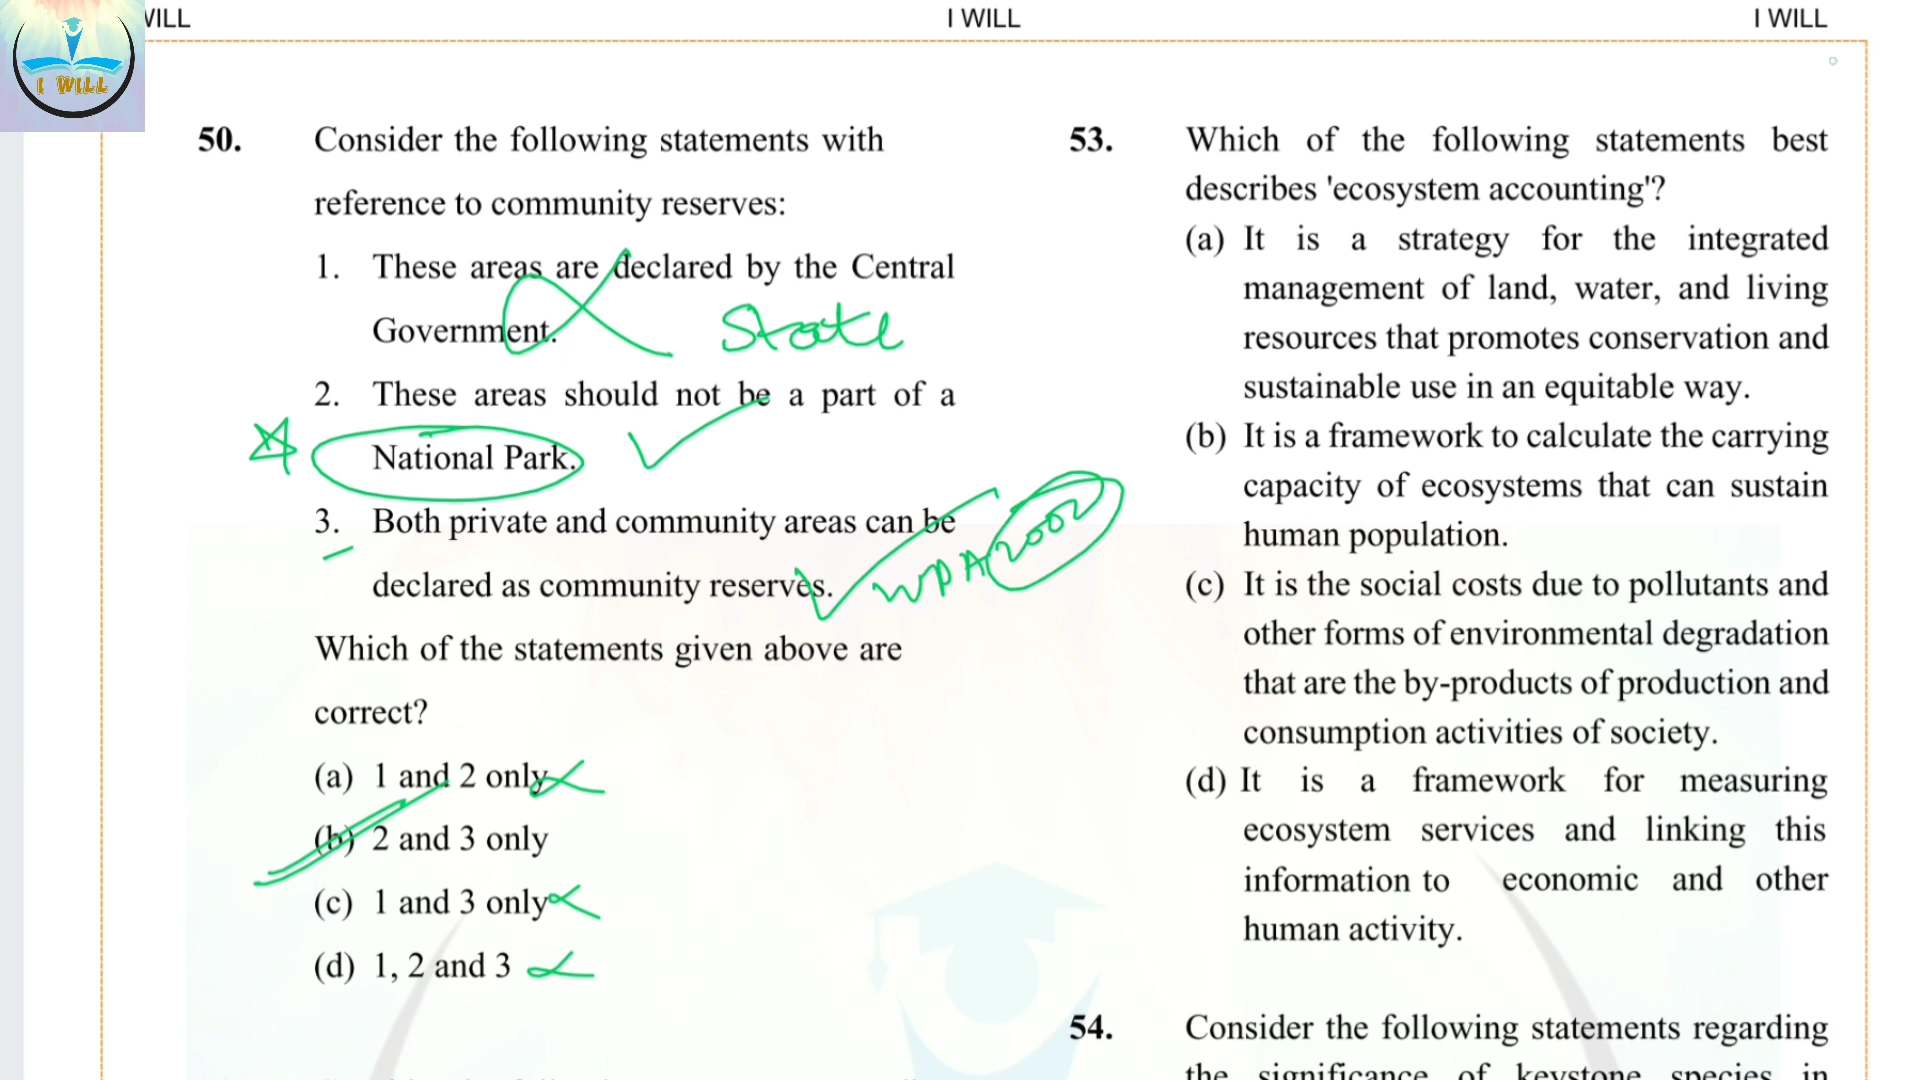 VILL
I WILL
I WILL
I WILL
50. Consider the following statements with
reference to community reserves:
1. These areas are declared by the Central
Government.
State
2. These areas should not be a part of a
National Park.
3. Both private and community areas can be
declared as community reserves.
WPA 2002
Which of the statements given above are
correct?
(a) 1 and 2 only
(b) 2 and 3 only
(c) 1 and 3 only
(d) 1, 2 and 3
53. Which of the following statements best
describes 'ecosystem accounting'?
(a) It is a strategy for the integrated
management of land, water, and living
resources that promotes conservation and
sustainable use in an equitable way.
(b) It is a framework to calculate the carrying
capacity of ecosystems that can sustain
human population.
(c) It is the social costs due to pollutants and
other forms of environmental degradation
that are the by-products of production and
consumption activities of society.
(d) It is a framework for measuring
ecosystem services and linking this
information to economic and other
human activity.
54. Consider the following statements regarding
the significance of keystone species in